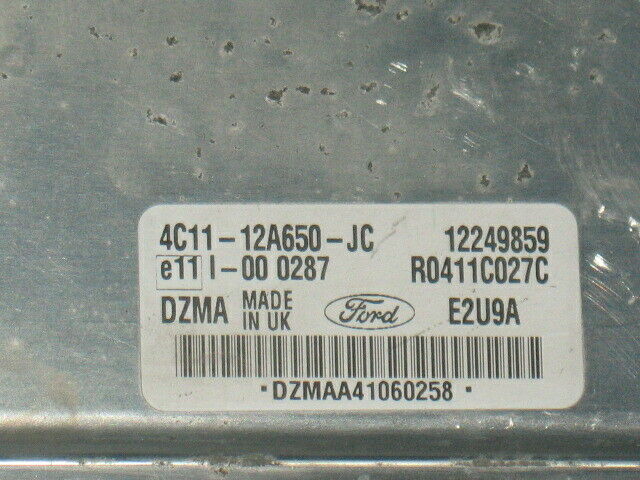 4C11-12A650-JC 12249859
e11 I-00 0287 R0411C027C
DZMA MADE IN UK Ford E2U9A
·DZMAA41060258·